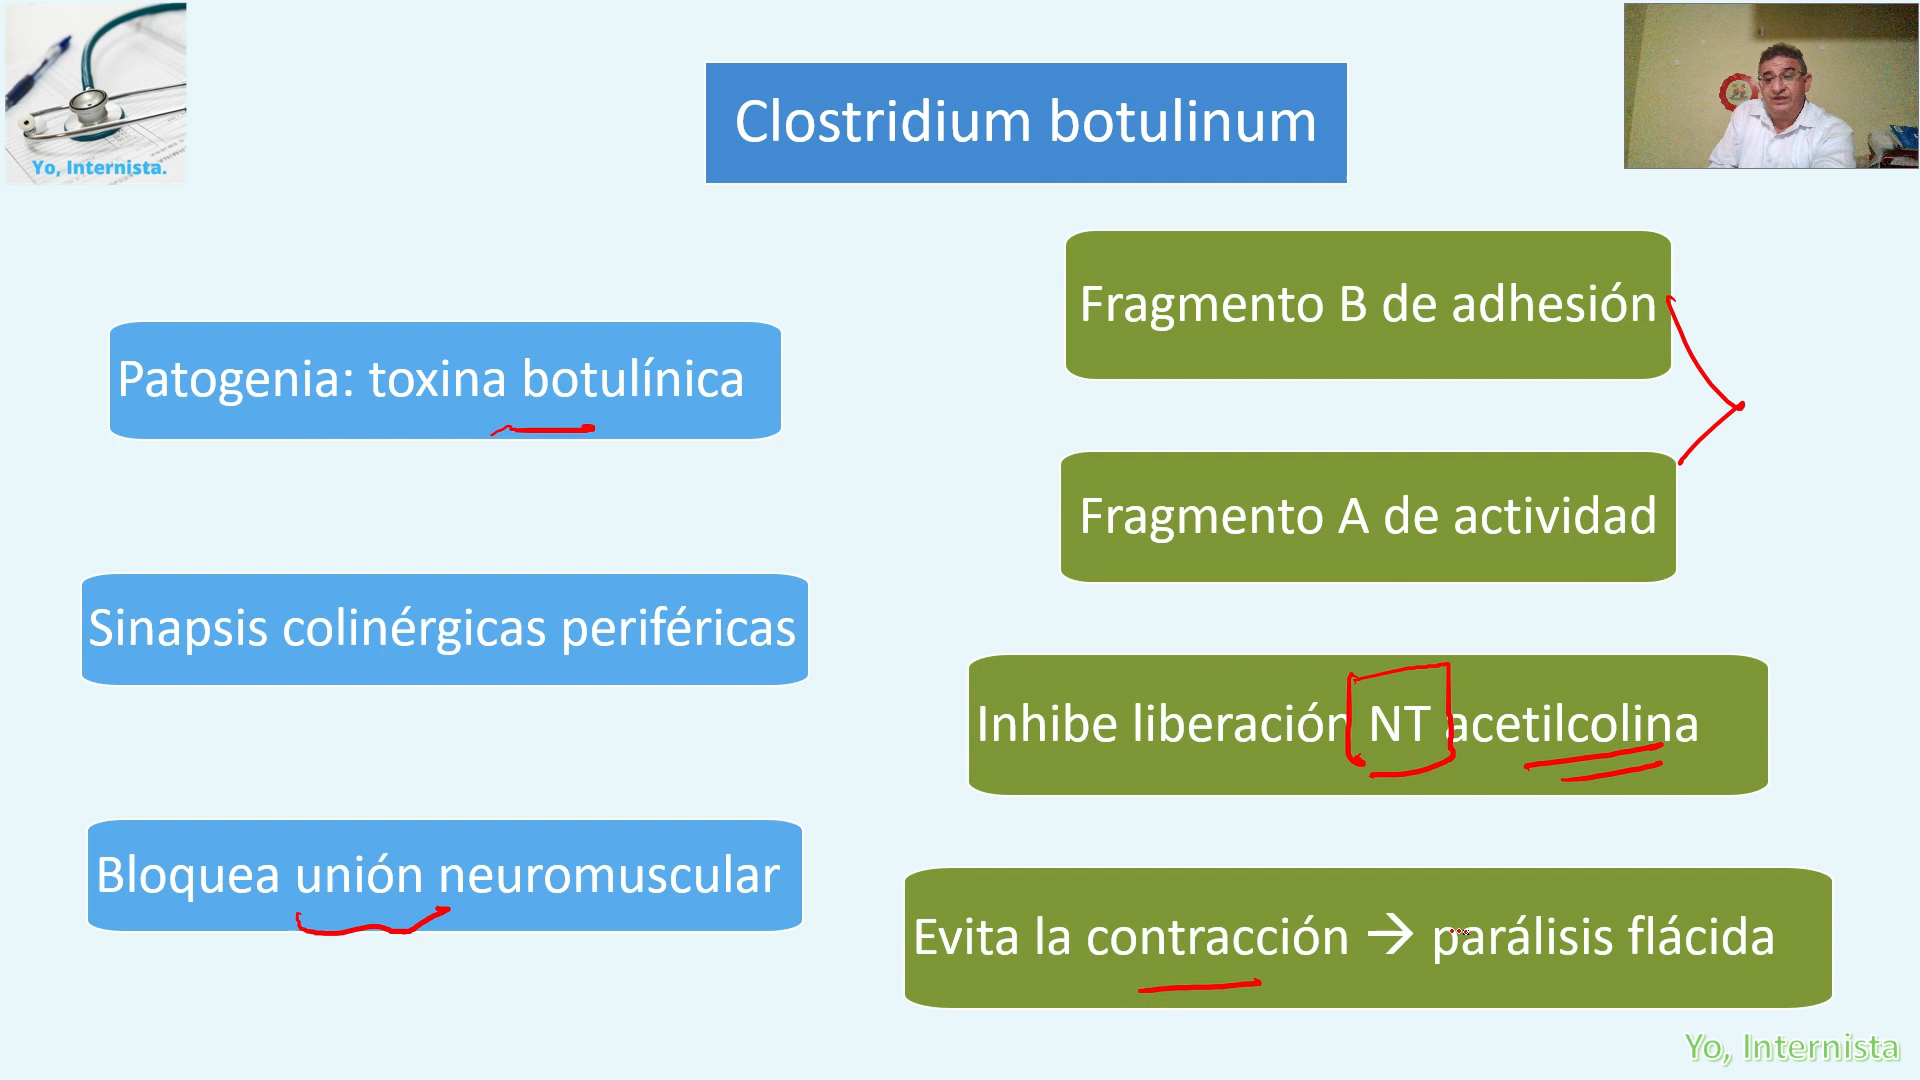 Yo, Internista.
Clostridium botulinum
Patogenia: toxina botulínica
Sinapsis colinérgicas periféricas
Bloquea unión neuromuscular
Fragmento B de adhesión
Fragmento A de actividad
Inhibe liberación NT acetilcolina
Evita la contracción → parálisis flácida
Yo, Internista